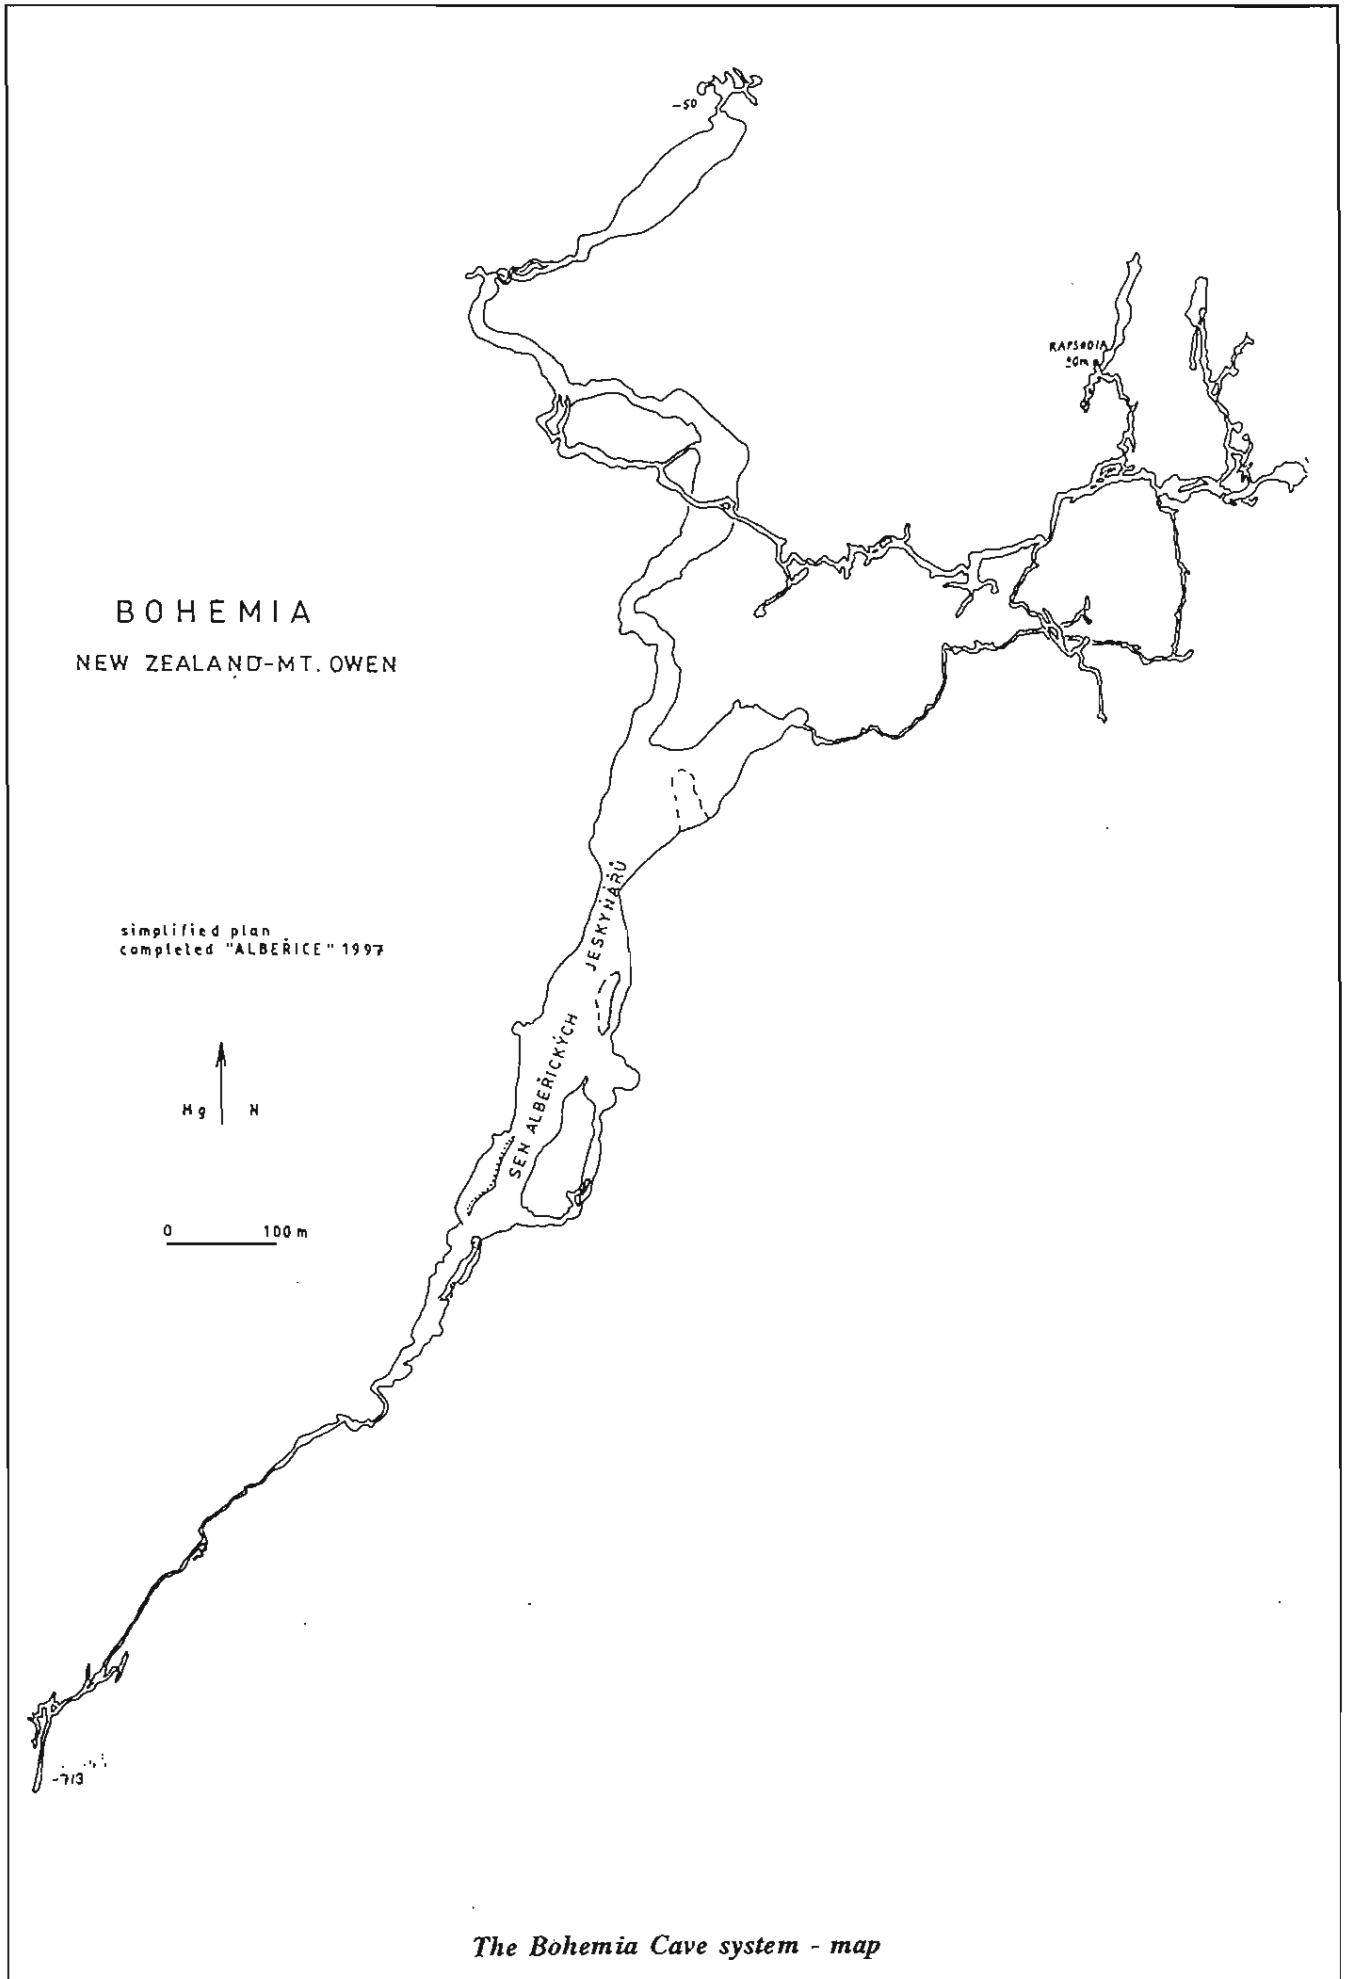 -50
RAPSODIA
±0m
BOHEMIA
NEW ZEALAND-MT. OWEN
simplified plan
completed "ALBEŘICE" 1997
SEN ALBEŘICKÝCH JESKYŇÁŘŮ
Mg N
0 100 m
-713
The Bohemia Cave system - map